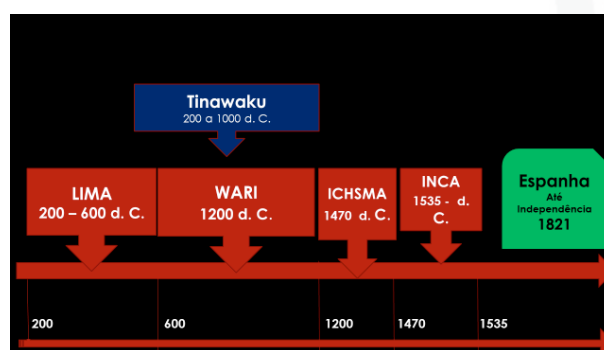 Tinawaku
200 a 1000 d. C.
LIMA
200 – 600 d. C.
WARI
1200 d. C.
ICHSMA
1470 d. C.
INCA
1535 - d.
C.
Espanha
Até
independência
1821
200
600
1200
1470
1535